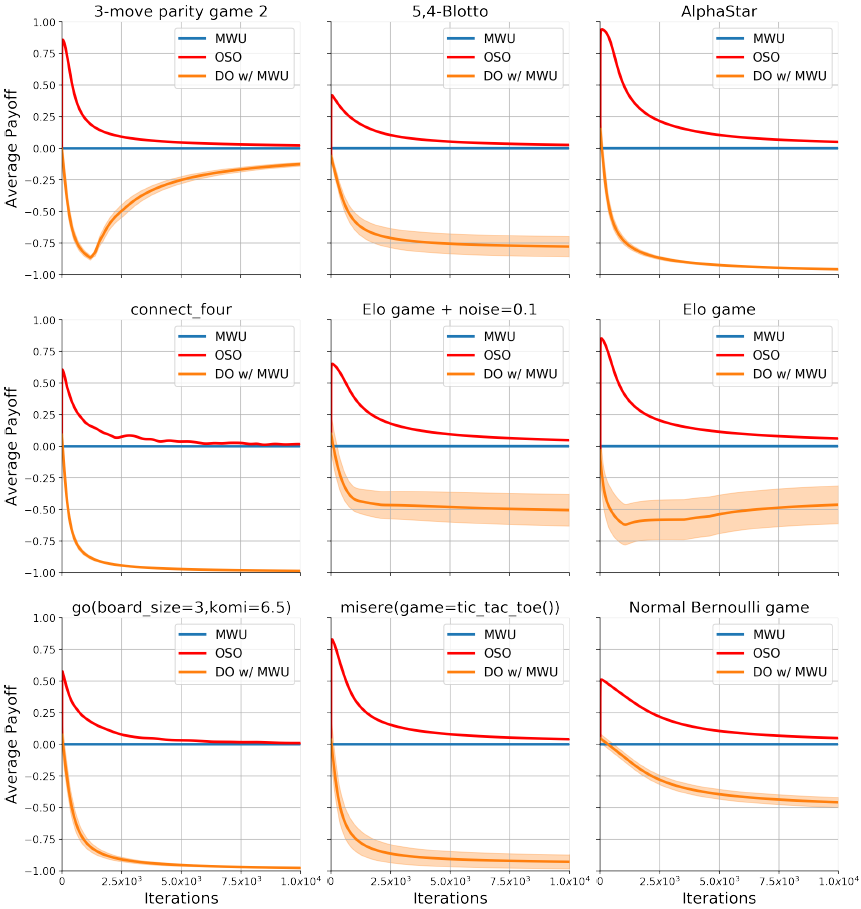 3-move parity game 2
5,4-Blotto
AlphaStar
Average Payoff
1.00
0.75
0.50
0.25
0.00
−0.25
−0.50
−0.75
−1.00
MWU
OSO
DO w/ MWU
MWU
OSO
DO w/ MWU
MWU
OSO
DO w/ MWU
connect_four
Elo game + noise=0.1
Elo game
Average Payoff
1.00
0.75
0.50
0.25
0.00
−0.25
−0.50
−0.75
−1.00
MWU
OSO
DO w/ MWU
MWU
OSO
DO w/ MWU
MWU
OSO
DO w/ MWU
go(board_size=3,komi=6.5)
misere(game=tic_tac_toe())
Normal Bernoulli game
Average Payoff
1.00
0.75
0.50
0.25
0.00
−0.25
−0.50
−0.75
−1.00
MWU
OSO
DO w/ MWU
MWU
OSO
DO w/ MWU
MWU
OSO
DO w/ MWU
0 2.5x10³ 5.0x10³ 7.5x10³ 1.0x10⁴
0 2.5x10³ 5.0x10³ 7.5x10³ 1.0x10⁴
0 2.5x10³ 5.0x10³ 7.5x10³ 1.0x10⁴
Iterations
Iterations
Iterations